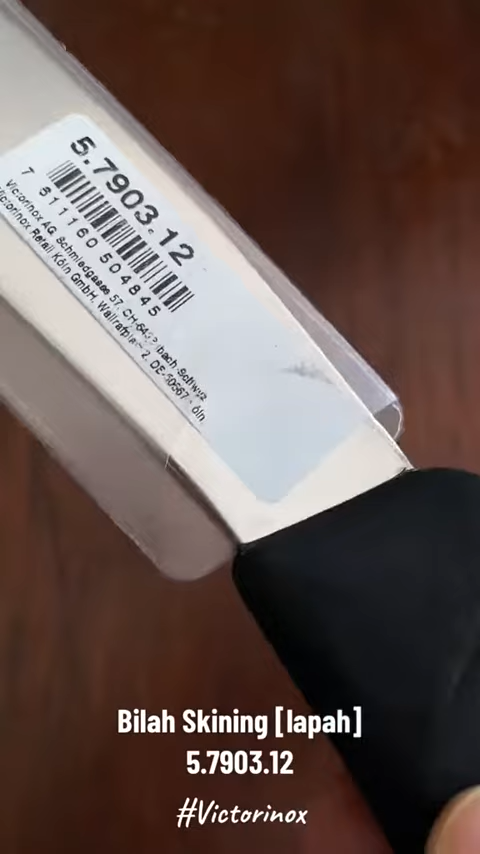 5.7903.12
7 611160 504845
Victorinox AG, Schmiedgasse 57, CH-6438 Ibach-Schwyz
Victorinox Retail Köln GmbH, Wallrafplatz 2, DE-50667 Köln
Bilah Skining [lapah]
5.7903.12
#Victorinox